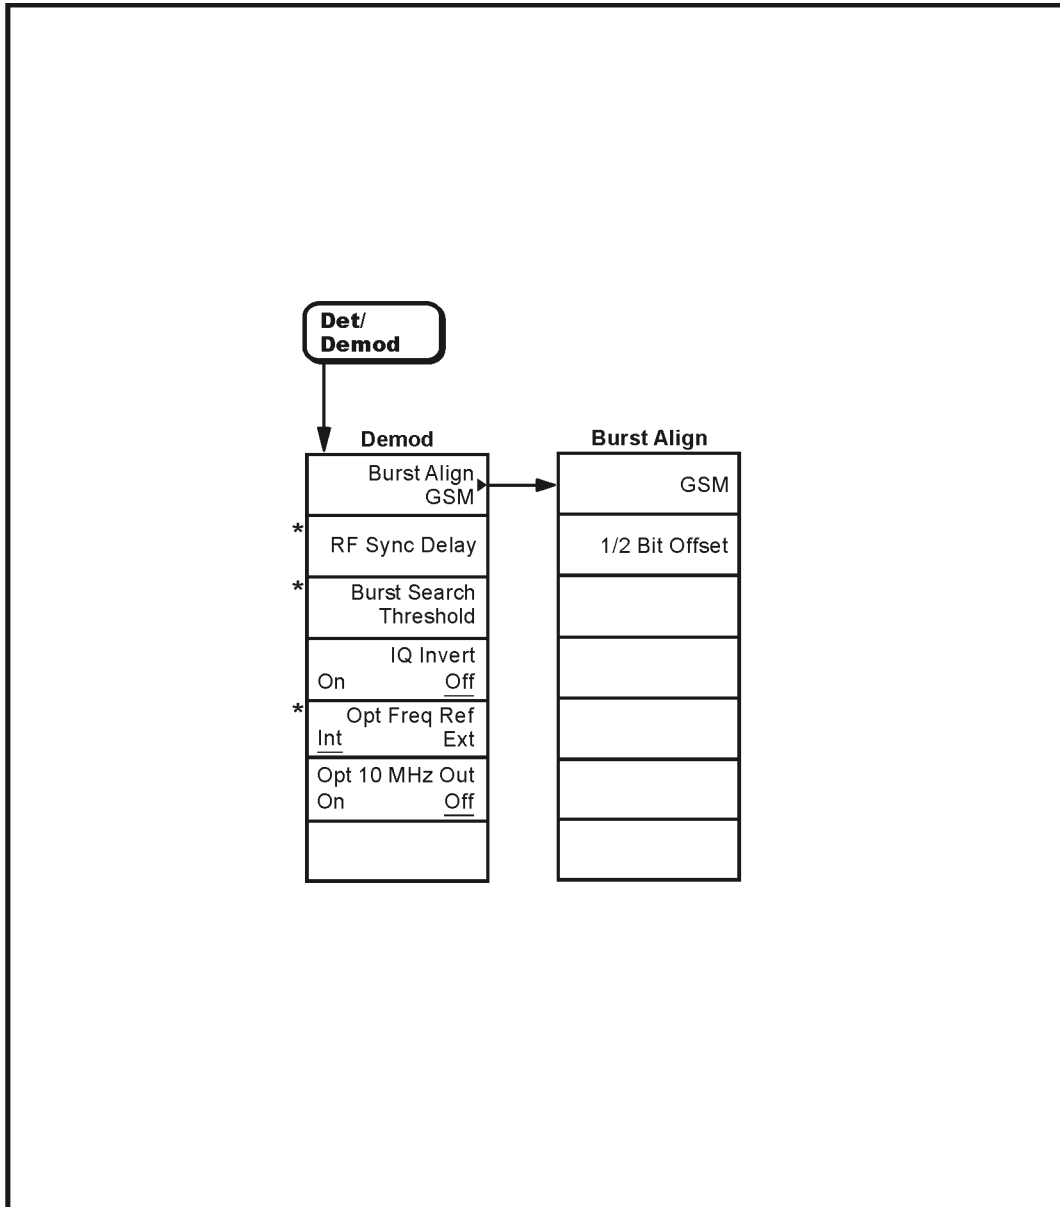 Det/
Demod
Demod
Burst Align
GSM
* RF Sync Delay
* Burst Search
Threshold
IQ Invert
On Off
* Opt Freq Ref
Int Ext
Opt 10 MHz Out
On Off
Burst Align
GSM
1/2 Bit Offset